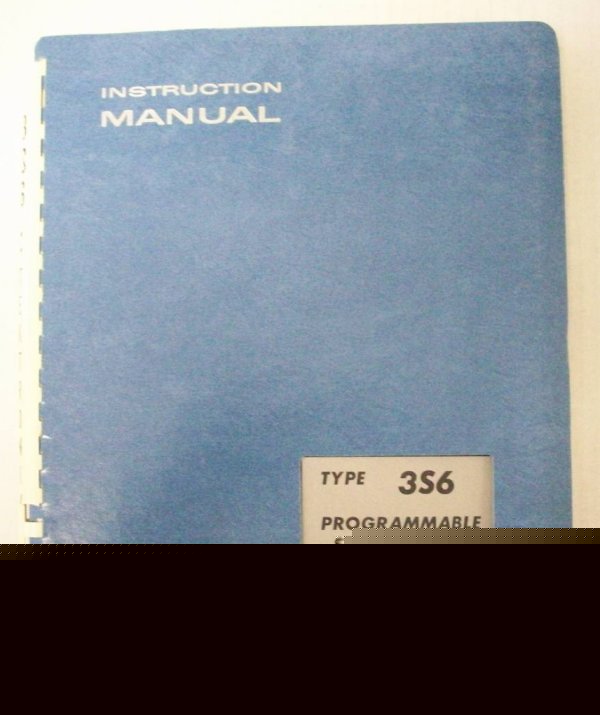 INSTRUCTION
MANUAL
TYPE 3S6
PROGRAMMABLE